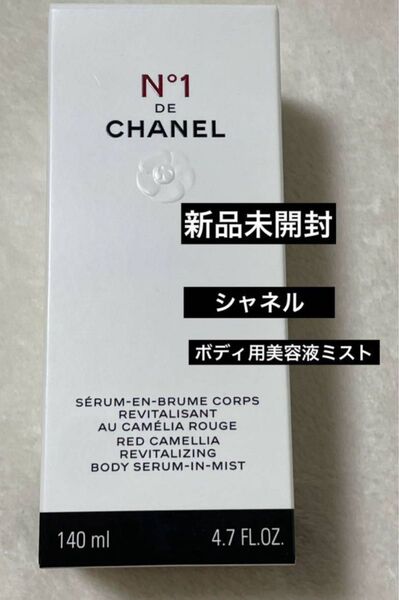 N°1
DE
CHANEL
新品未開封
シャネル
ボディ用美容液ミスト
SÉRUM-EN-BRUME CORPS
REVITALISANT
AU CAMÉLIA ROUGE
RED CAMELLIA
REVITALIZING
BODY SERUM-IN-MIST
140 ml 4.7 FL.OZ.